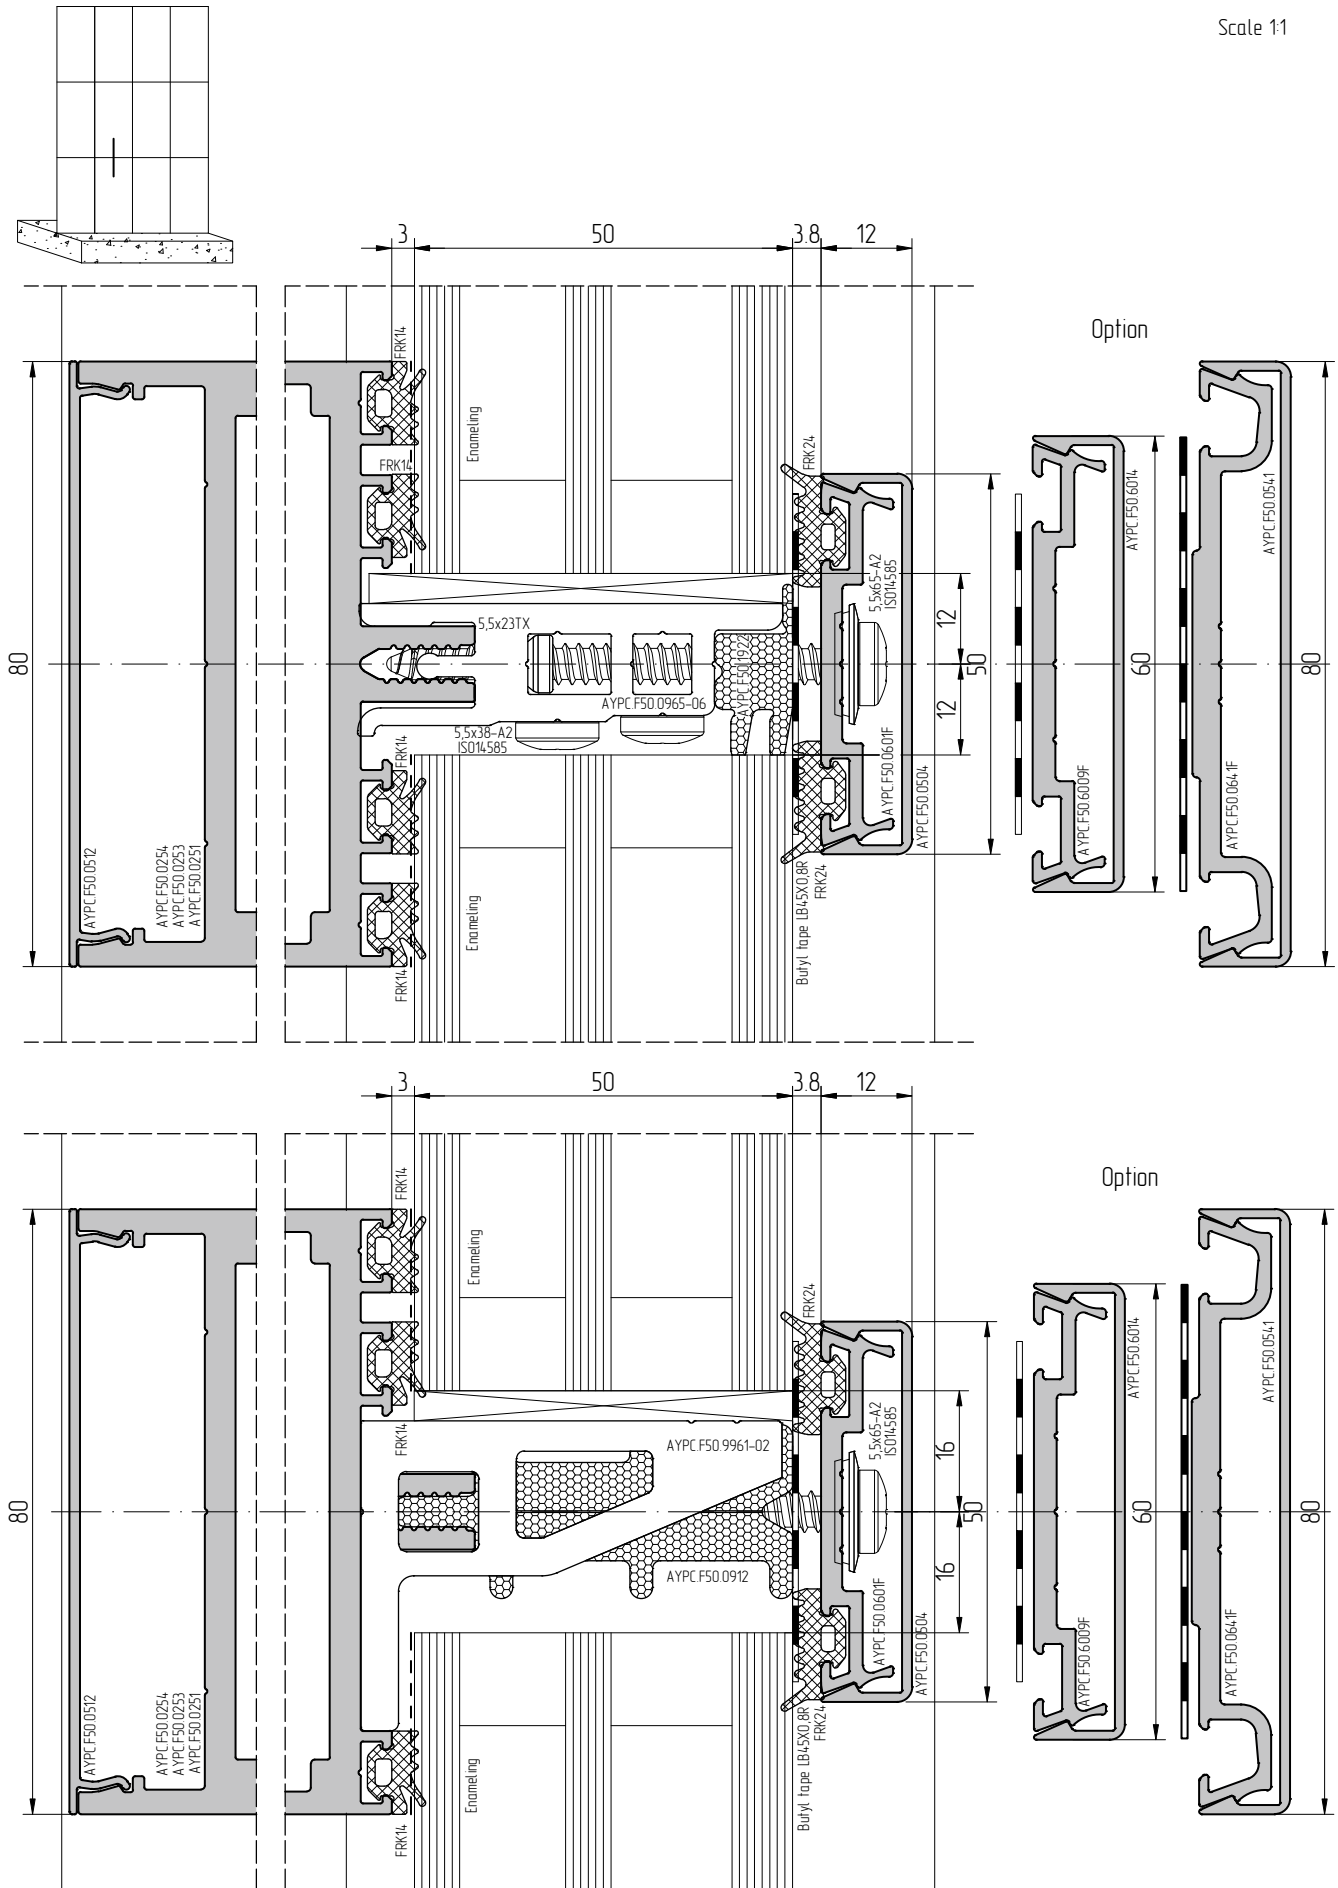 Scale 1:1
3
50
3.8
12
Option
FRK14
Enameling
FRK24
FRK14
AYPC.F50.6014
AYPC.F50.0541
5,5x65-A2
ISO14585
5,5x23TX
12
80
AYPC.F50.1922
50
60
80
AYPC.F50.0965-06
12
5,5x38-A2
ISO14585
FRK14
AYPC.F50.0601F
AYPC.F50.0504
AYPC.F50.6009F
AYPC.F50.0641F
AYPC.F50.0512
AYPC.F50.0254
AYPC.F50.0253
AYPC.F50.0251
Enameling
Butyl tape LB45X0,8R
FRK24
FRK14
3
50
3.8
12
Option
FRK14
Enameling
FRK24
AYPC.F50.6014
AYPC.F50.0541
FRK14
AYPC.F50.9961-02
5,5x65-A2
ISO14585
16
80
50
60
80
16
AYPC.F50.0912
AYPC.F50.0601F
AYPC.F50.0504
AYPC.F50.6009F
AYPC.F50.0641F
AYPC.F50.0512
AYPC.F50.0254
AYPC.F50.0253
AYPC.F50.0251
Enameling
Butyl tape LB45X0,8R
FRK24
FRK14